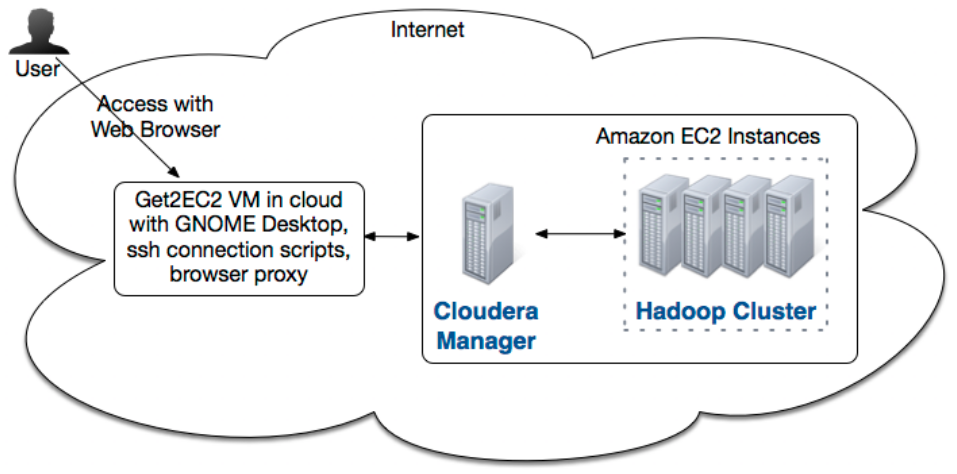 Internet
User
Access with
Web Browser
Amazon EC2 Instances
Get2EC2 VM in cloud
with GNOME Desktop,
ssh connection scripts,
browser proxy
Cloudera
Manager
Hadoop Cluster